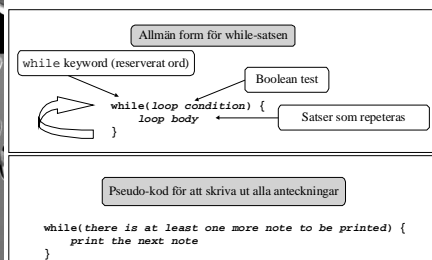 Allmän form för while-satsen
while keyword (reserverat ord)
Boolean test
while(loop condition) {
loop body
}
Satser som repeteras
Pseudo-kod för att skriva ut alla anteckningar
while(there is at least one more note to be printed) {
print the next note
}